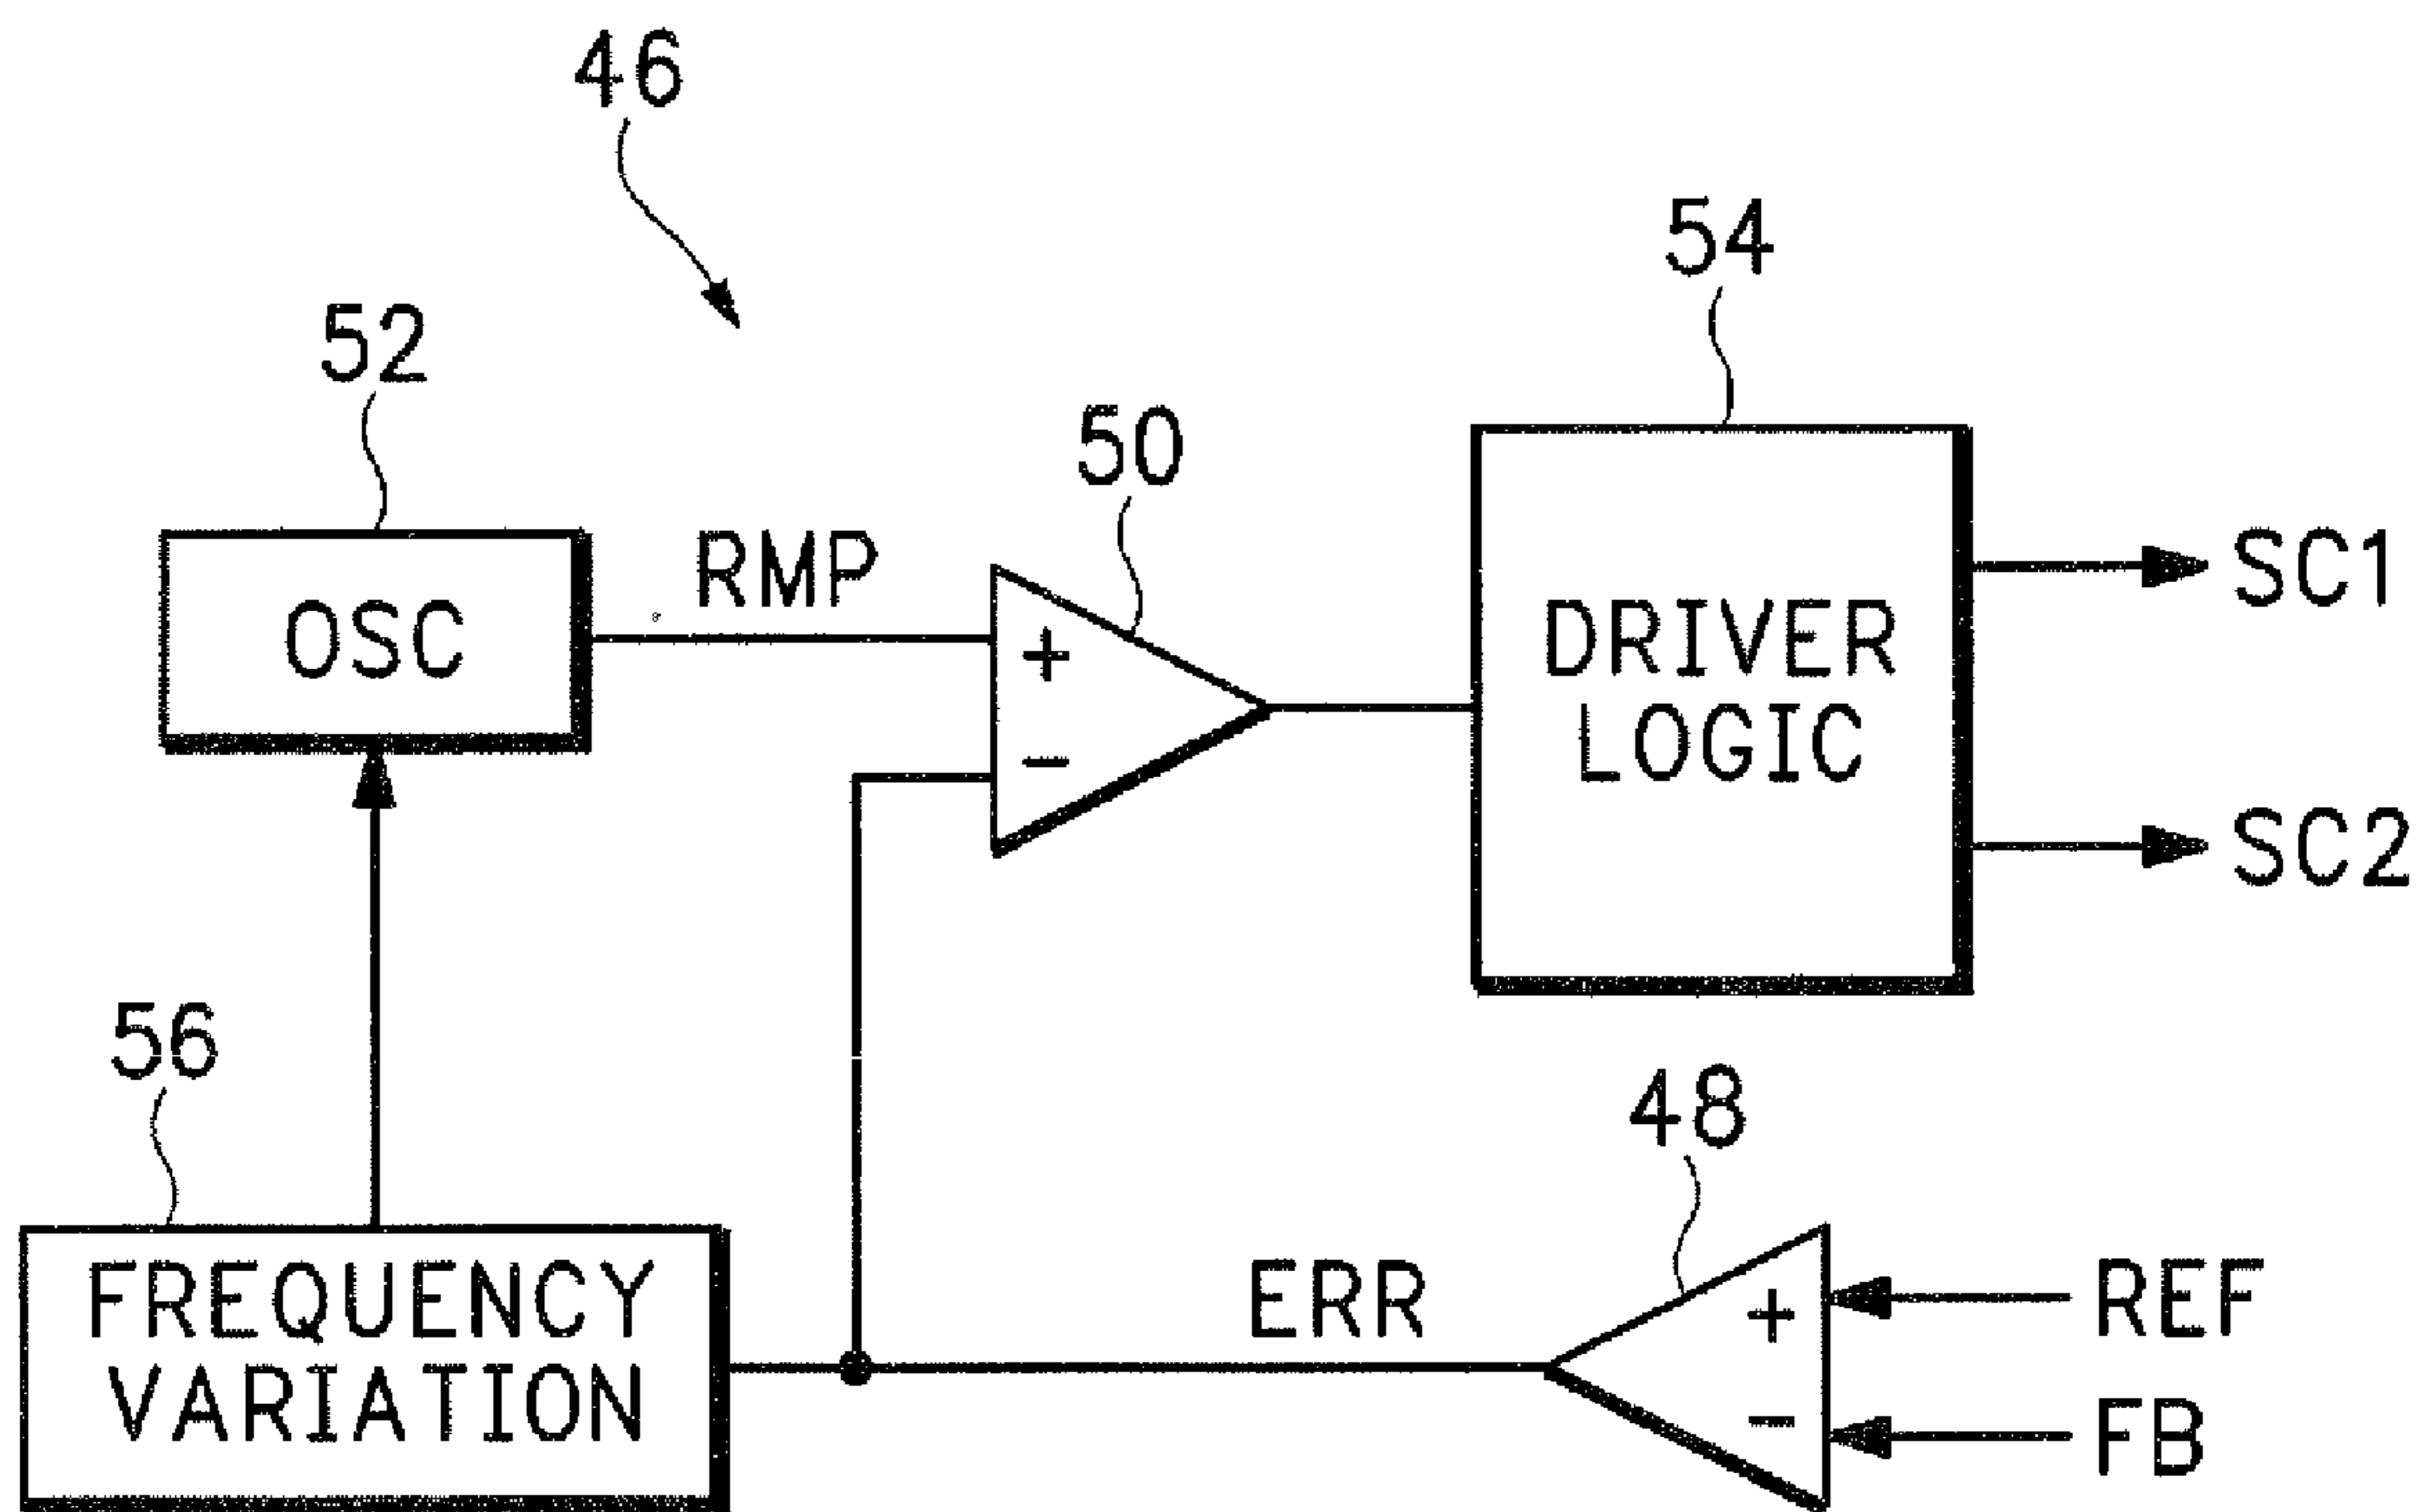 46
54
52
50
RMP
OSC
+
-
DRIVER
LOGIC
SC1
SC2
56
48
FREQUENCY
VARIATION
ERR
+
-
REF
FB